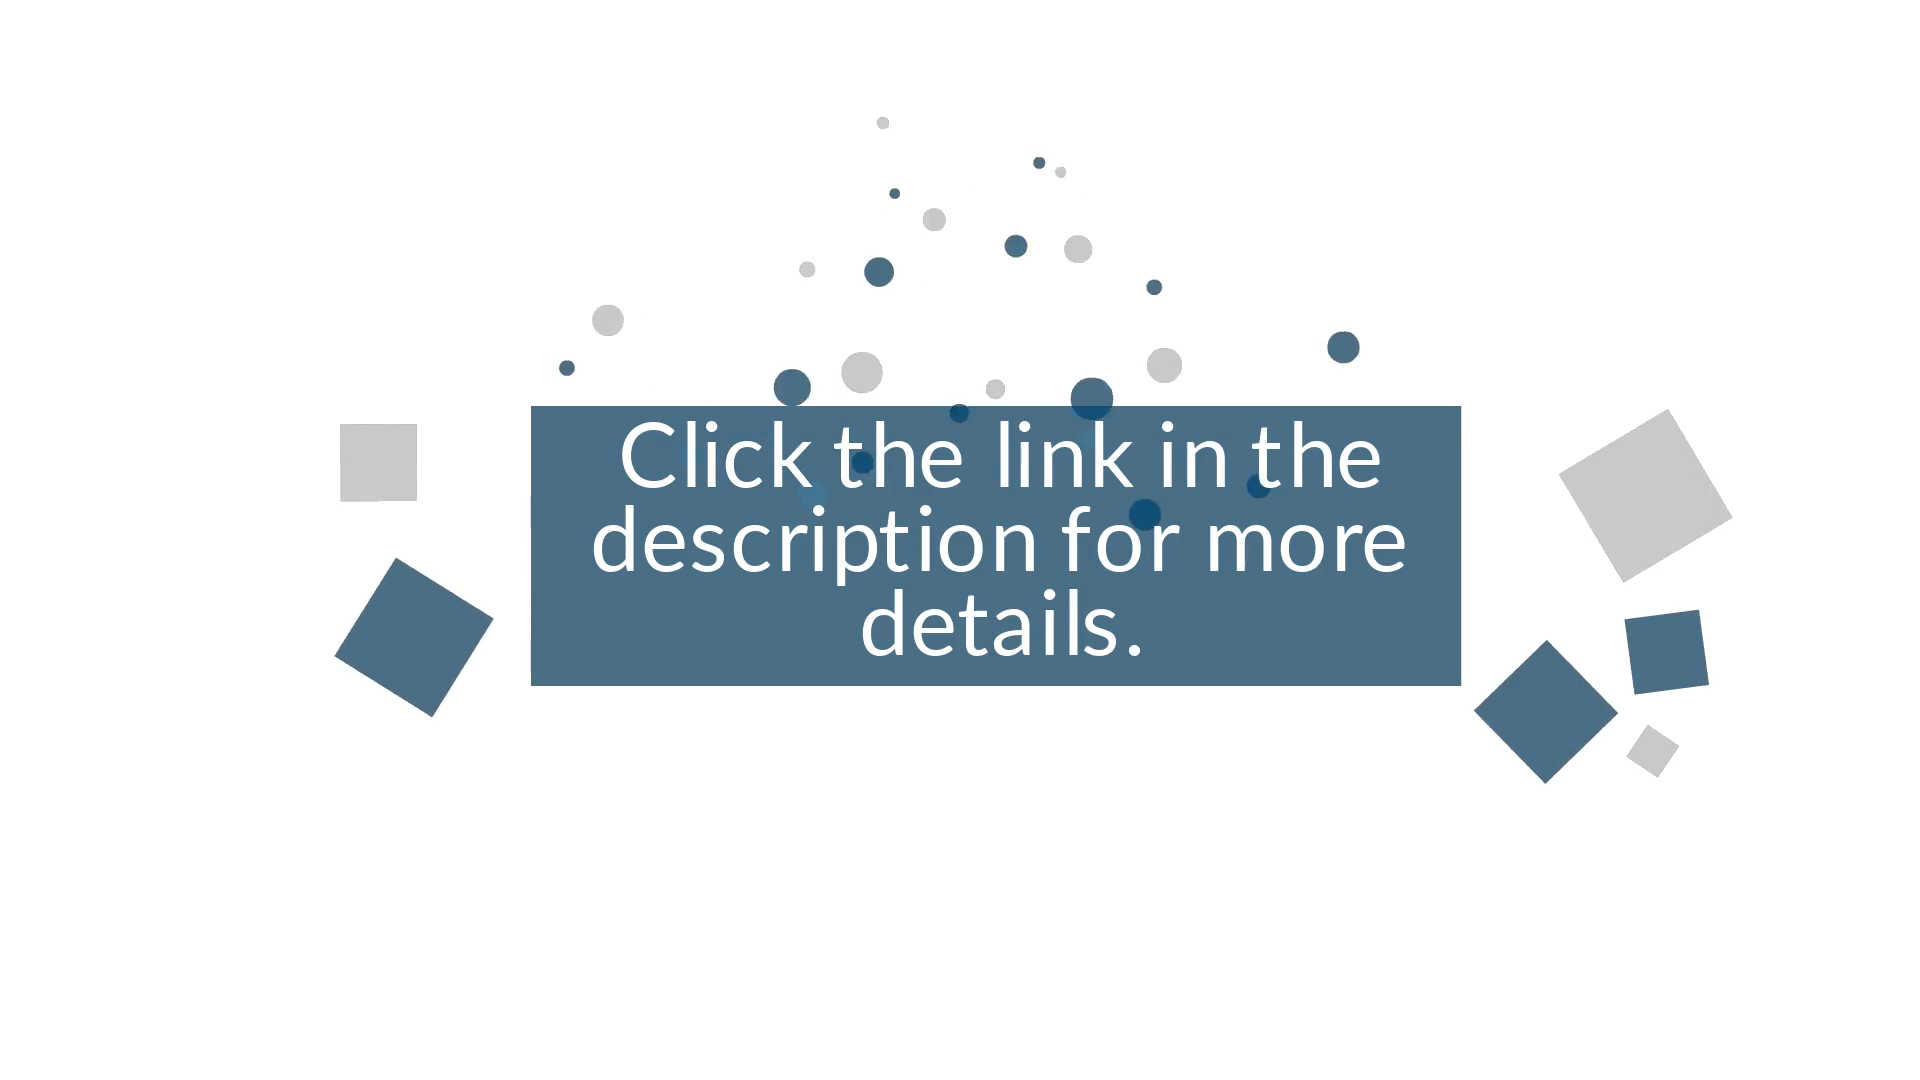 Click the link in the
description for more
details.